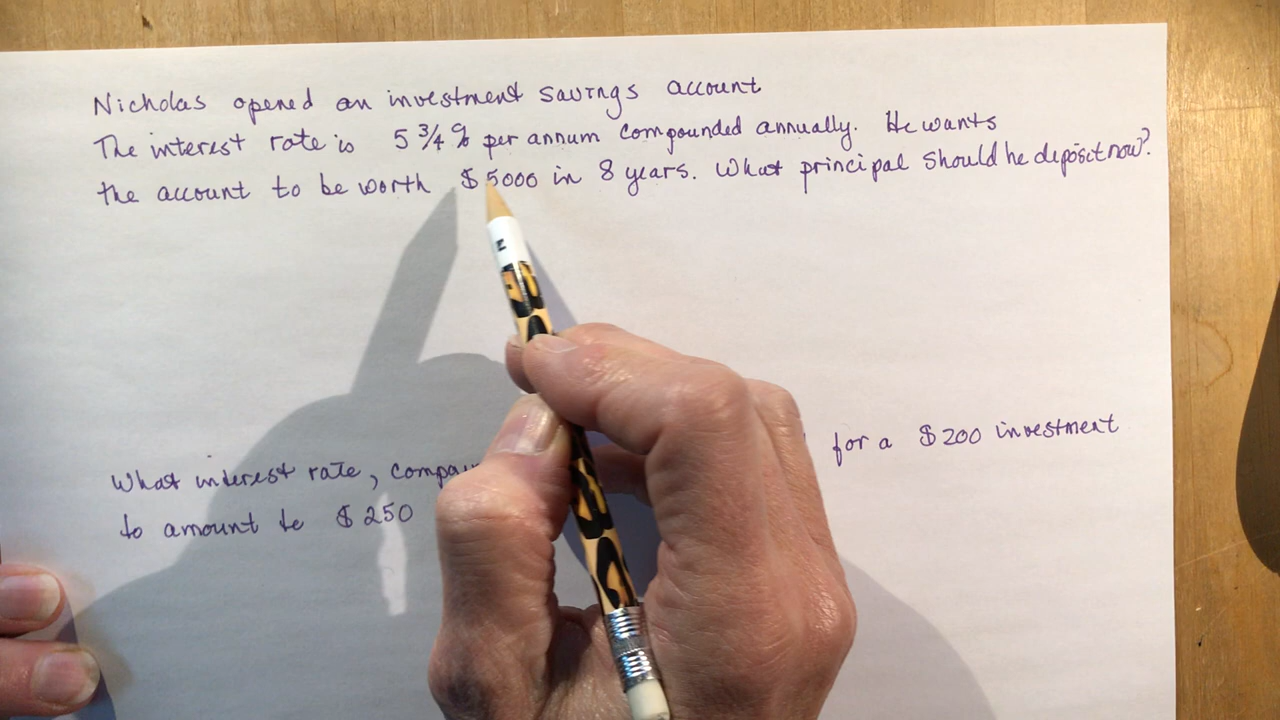 Nicholas opened an investment savings account
The interest rate is 5 3/4 % per annum compounded annually. He wants
the account to be worth $5000 in 8 years. What principal should he deposit now?
What interest rate, for a $200 investment
to amount to $250